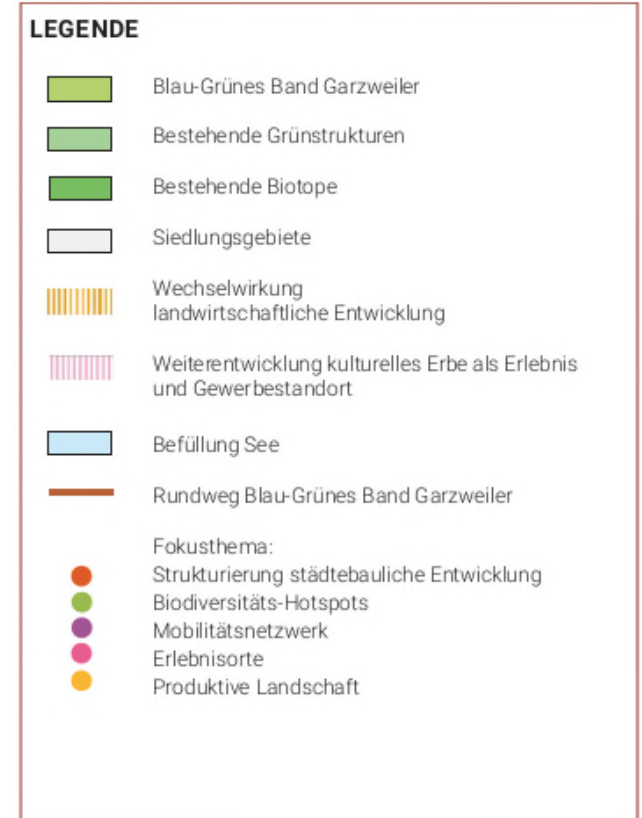 LEGENDE
Blau-Grünes Band Garzweiler
Bestehende Grünstrukturen
Bestehende Biotope
Siedlungsgebiete
Wechselwirkung
landwirtschaftliche Entwicklung
Weiterentwicklung kulturelles Erbe als Erlebnis
und Gewerbestandort
Befüllung See
Rundweg Blau-Grünes Band Garzweiler
Fokusthema:
Strukturierung städtebauliche Entwicklung
Biodiversitäts-Hotspots
Mobilitätsnetzwerk
Erlebnisorte
Produktive Landschaft